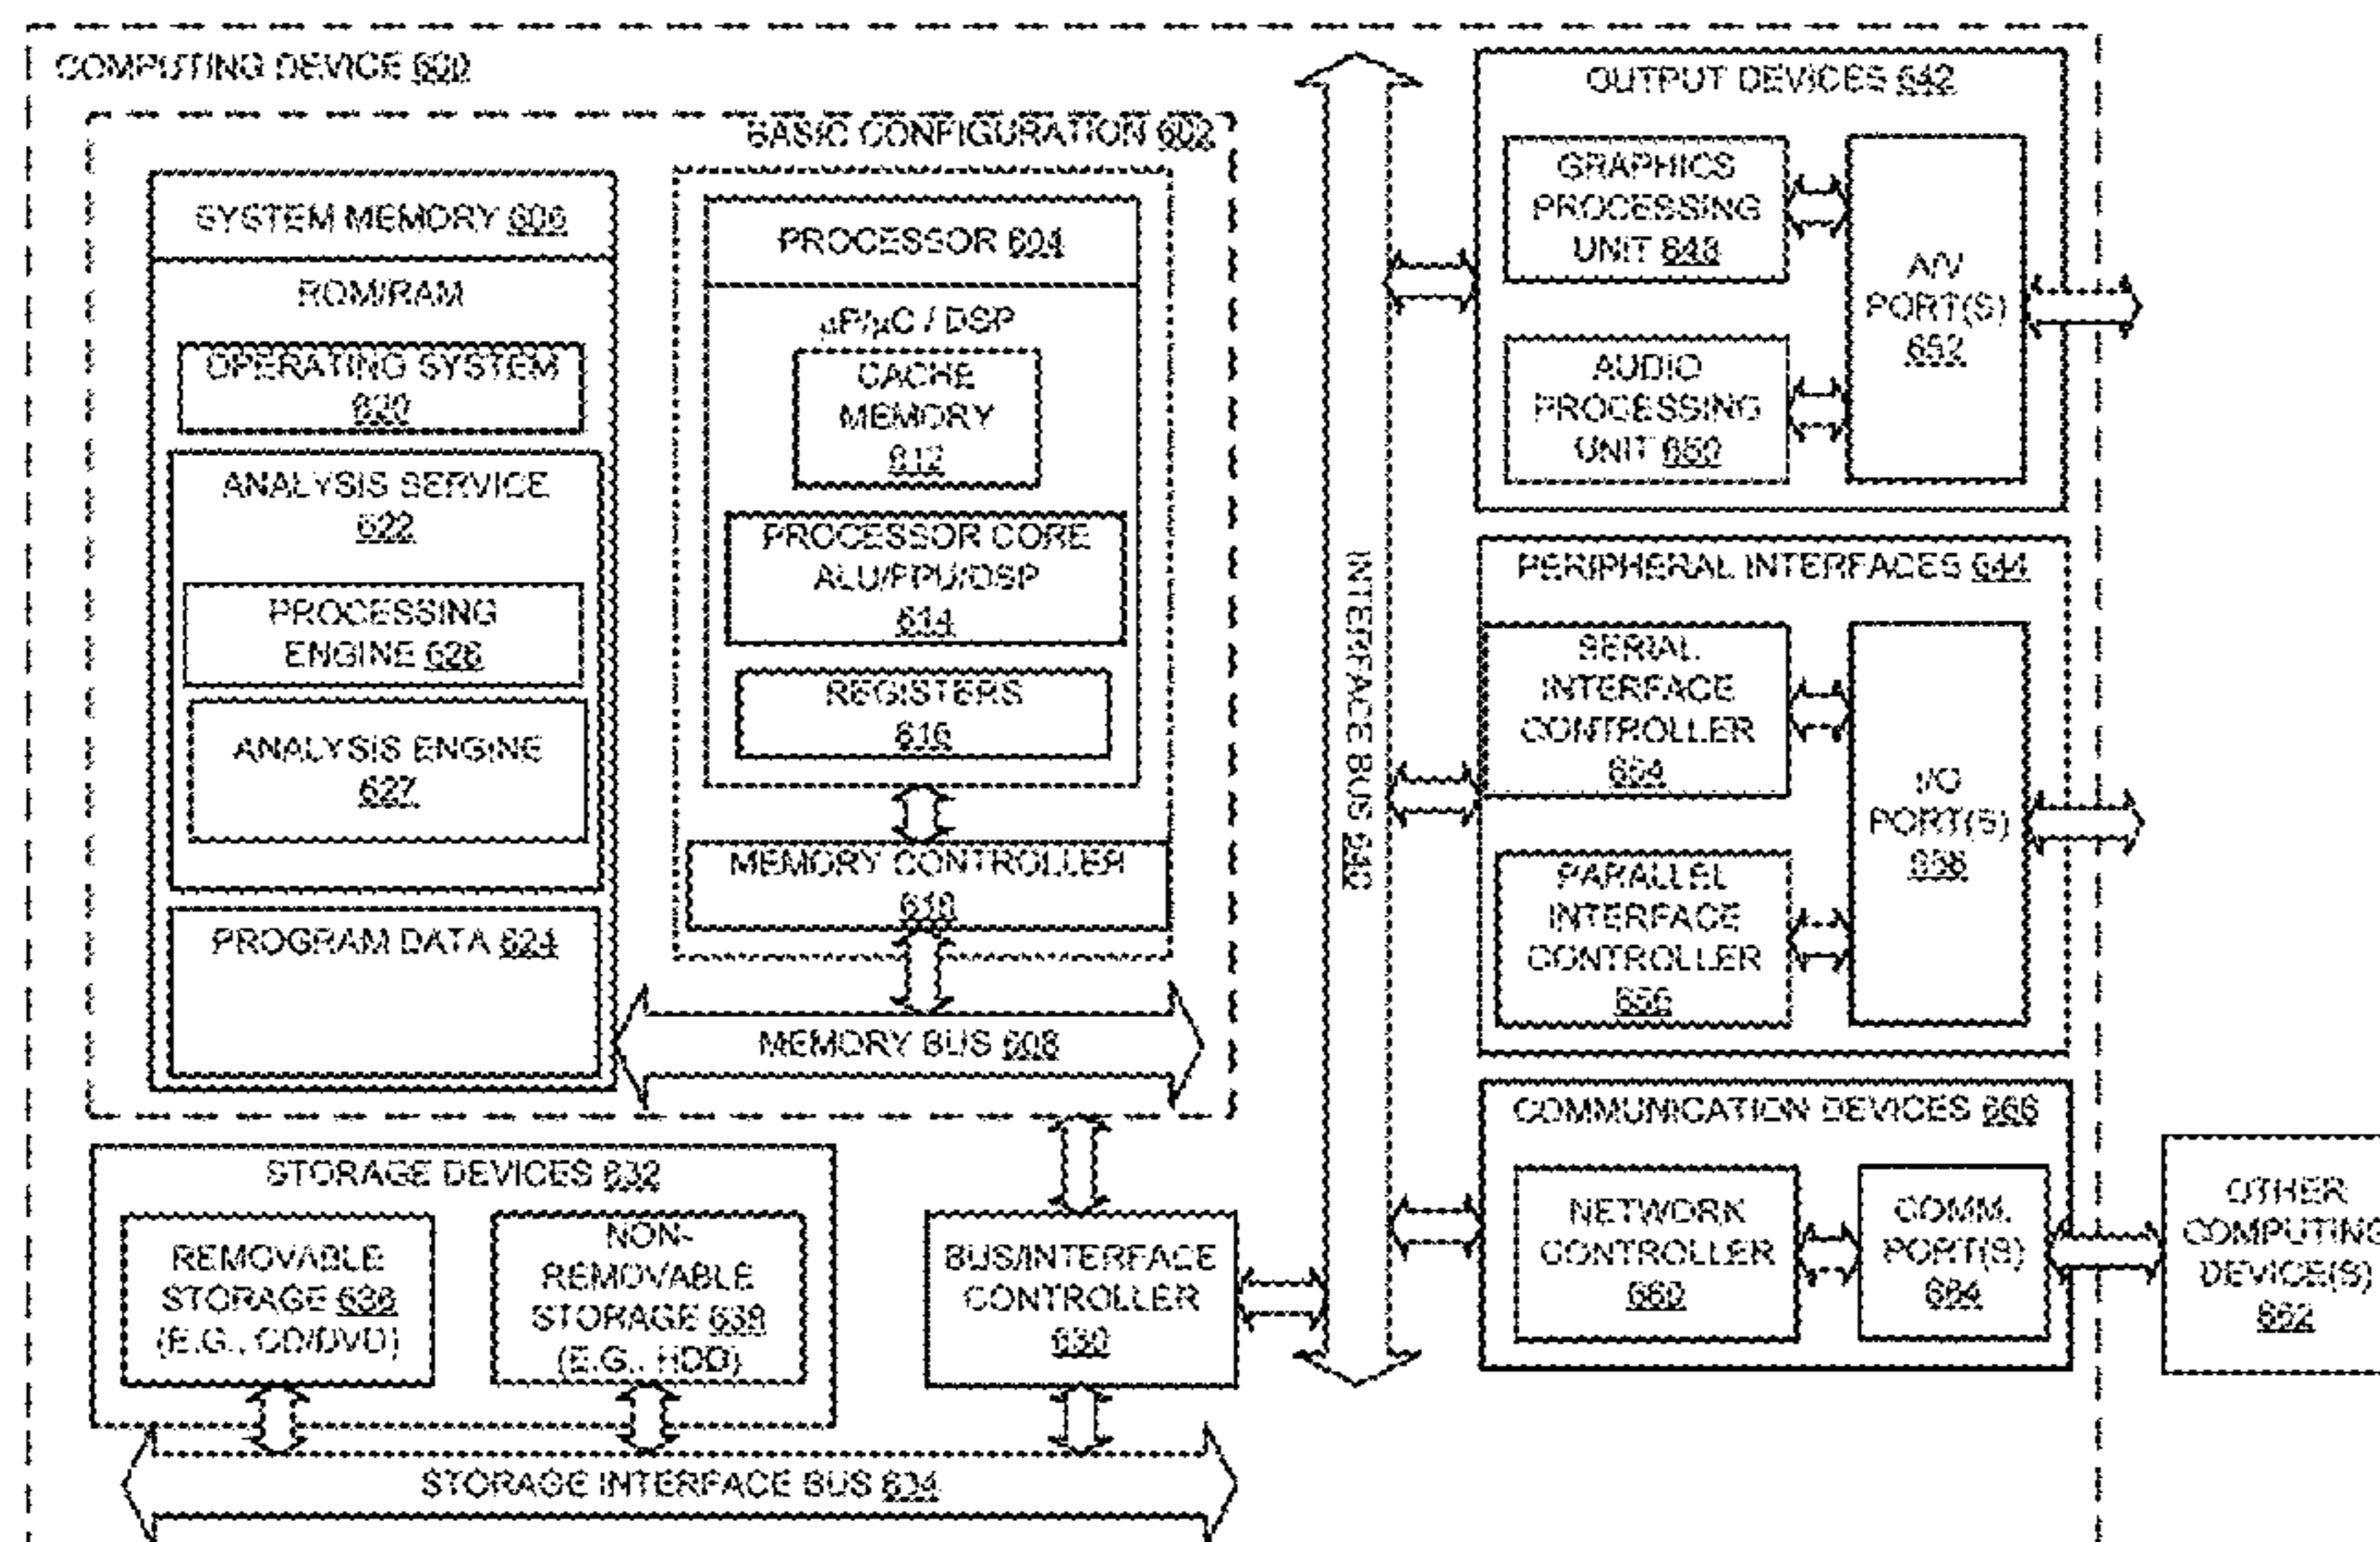 COMPUTING DEVICE 600
BASIC CONFIGURATION 602
SYSTEM MEMORY 606
ROM/RAM
OPERATING SYSTEM
620
ANALYSIS SERVICE
622
PROCESSING
ENGINE 626
ANALYSIS ENGINE
627
PROGRAM DATA 624
PROCESSOR 604
µP/µC / DSP
CACHE
MEMORY
612
PROCESSOR CORE
ALU/FPU/DSP
614
REGISTERS
616
MEMORY CONTROLLER
618
MEMORY BUS 608
STORAGE DEVICES 632
REMOVABLE
STORAGE 636
(E.G., CD/DVD)
NON-
REMOVABLE
STORAGE 638
(E.G., HDD)
BUS/INTERFACE
CONTROLLER
630
STORAGE INTERFACE BUS 634
INTERFACE BUS 640
OUTPUT DEVICES 642
GRAPHICS
PROCESSING
UNIT 648
AUDIO
PROCESSING
UNIT 650
A/V
PORT(S)
652
PERIPHERAL INTERFACES 644
SERIAL
INTERFACE
CONTROLLER
654
PARALLEL
INTERFACE
CONTROLLER
656
I/O
PORT(S)
658
COMMUNICATION DEVICES 666
NETWORK
CONTROLLER
660
COMM.
PORT(S)
664
OTHER
COMPUTING
DEVICE(S)
662